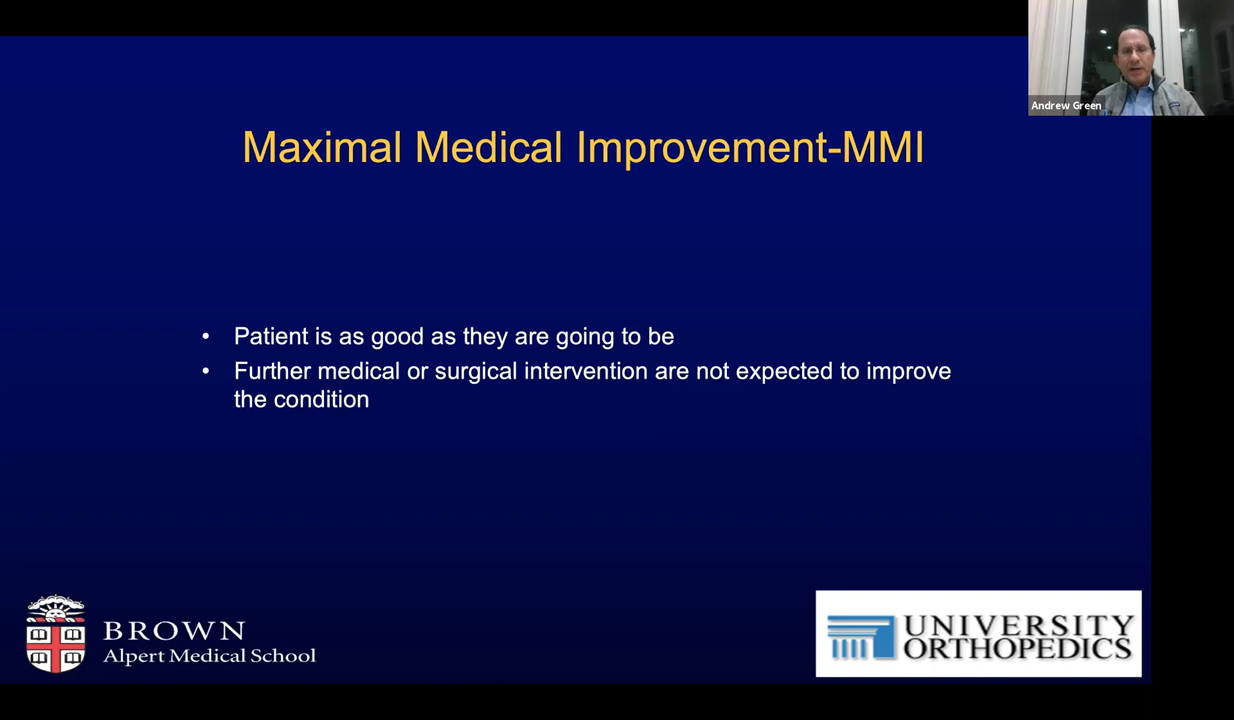 Andrew Green
Maximal Medical Improvement-MMI
• Patient is as good as they are going to be
• Further medical or surgical intervention are not expected to improve
the condition
BROWN
Alpert Medical School
UNIVERSITY
ORTHOPEDICS